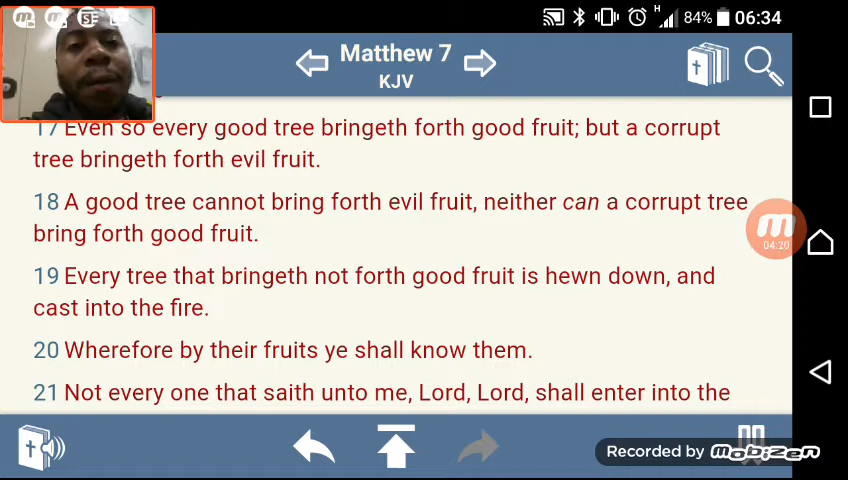 H 84% 06:34
Matthew 7
KJV
17 Even so every good tree bringeth forth good fruit; but a corrupt
tree bringeth forth evil fruit.
18 A good tree cannot bring forth evil fruit, neither can a corrupt tree
bring forth good fruit.
04:20
19 Every tree that bringeth not forth good fruit is hewn down, and
cast into the fire.
20 Wherefore by their fruits ye shall know them.
21 Not every one that saith unto me, Lord, Lord, shall enter into the
Recorded by mobizen